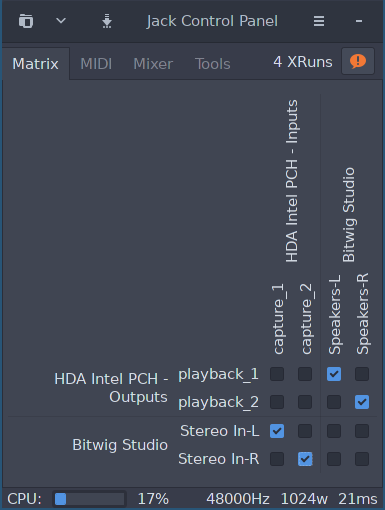 Jack Control Panel
Matrix MIDI Mixer Tools 4 XRuns
HDA Intel PCH - Inputs
Bitwig Studio
capture_1
capture_2
Speakers-L
Speakers-R
HDA Intel PCH -
Outputs
playback_1
playback_2
Bitwig Studio
Stereo In-L
Stereo In-R
CPU: 17% 48000Hz 1024w 21ms